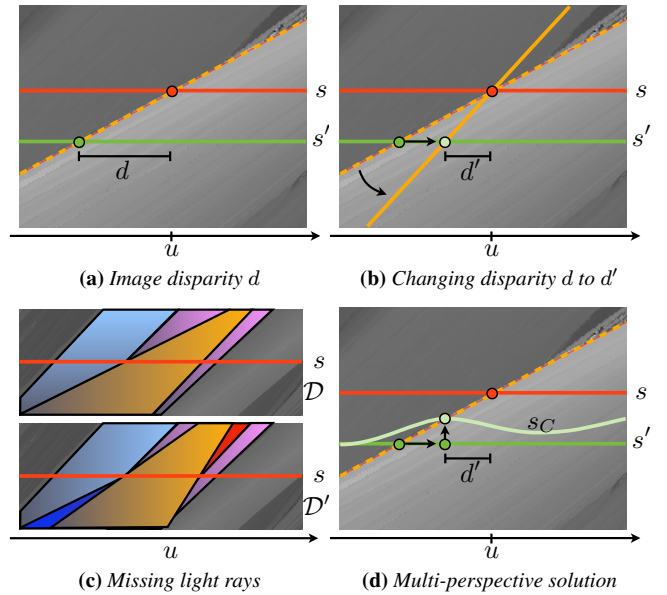 s
s′
d
u
(a) Image disparity d
s
s′
d′
u
(b) Changing disparity d to d′
s
𝒟
s
𝒟′
u
(c) Missing light rays
s
s_C
s′
d′
u
(d) Multi-perspective solution